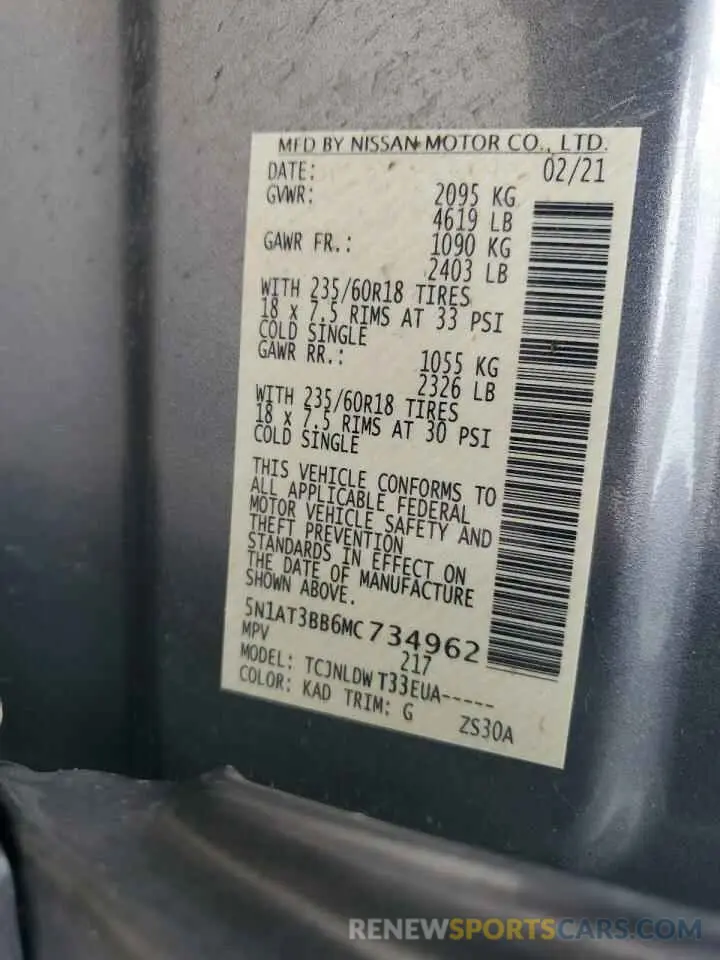 MFD BY NISSAN MOTOR CO., LTD.
DATE: 02/21
GVWR: 2095 KG
4619 LB
GAWR FR.: 1090 KG
2403 LB
WITH 235/60R18 TIRES
18 x 7.5 RIMS AT 33 PSI
COLD SINGLE
GAWR RR.: 1055 KG
2326 LB
WITH 235/60R18 TIRES
18 x 7.5 RIMS AT 30 PSI
COLD SINGLE
THIS VEHICLE CONFORMS TO
ALL APPLICABLE FEDERAL
MOTOR VEHICLE SAFETY AND
THEFT PREVENTION
STANDARDS IN EFFECT ON
THE DATE OF MANUFACTURE
SHOWN ABOVE.
5N1AT3BB6MC734962
MPV 217
MODEL: TCJNLDW T33EUA-----
COLOR: KAD TRIM: G ZS30A
RENEWSPORTSCARS.COM